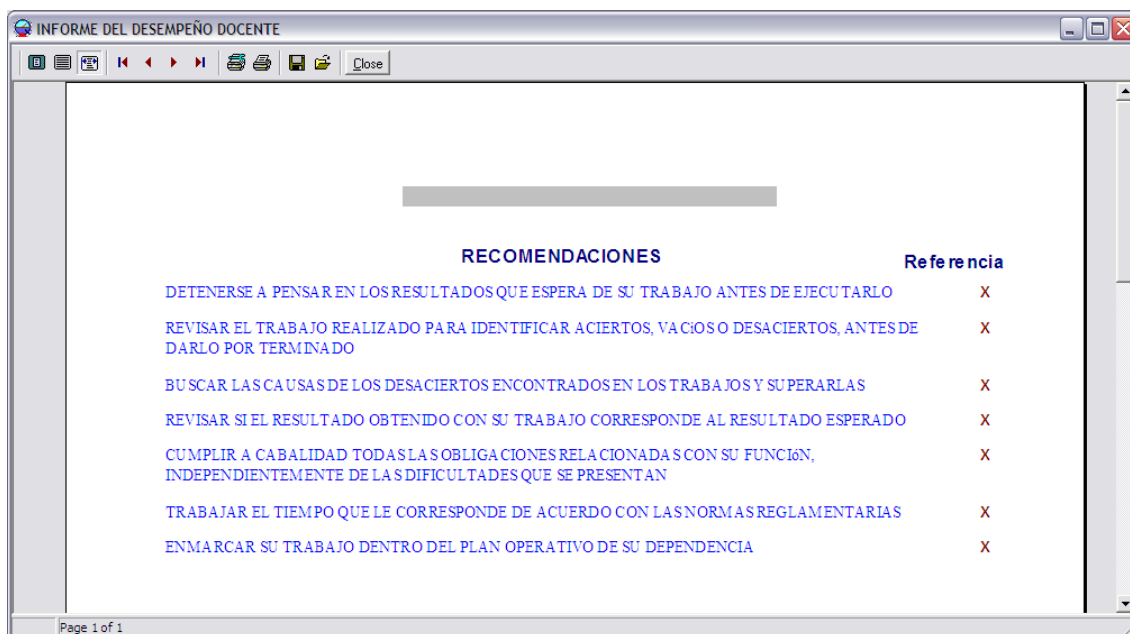 INFORME DEL DESEMPEÑO DOCENTE
Close
RECOMENDACIONES
Referencia
DETENERSE A PENSAR EN LOS RESULTADOS QUE ESPERA DE SU TRABAJO ANTES DE EJECUTARLO X
REVISAR EL TRABAJO REALIZADO PARA IDENTIFICAR ACIERTOS, VACíOS O DESACIERTOS, ANTES DE X
DARLO POR TERMINADO
BUSCAR LAS CAUSAS DE LOS DESACIERTOS ENCONTRADOS EN LOS TRABAJOS Y SUPERARLAS X
REVISAR SI EL RESULTADO OBTENIDO CON SU TRABAJO CORRESPONDE AL RESULTADO ESPERADO X
CUMPLIR A CABALIDAD TODAS LAS OBLIGACIONES RELACIONADAS CON SU FUNCIóN, X
INDEPENDIENTEMENTE DE LAS DIFICULTADES QUE SE PRESENTAN
TRABAJAR EL TIEMPO QUE LE CORRESPONDE DE ACUERDO CON LAS NORMAS REGLAMENTARIAS X
ENMARCAR SU TRABAJO DENTRO DEL PLAN OPERATIVO DE SU DEPENDENCIA X
Page 1 of 1